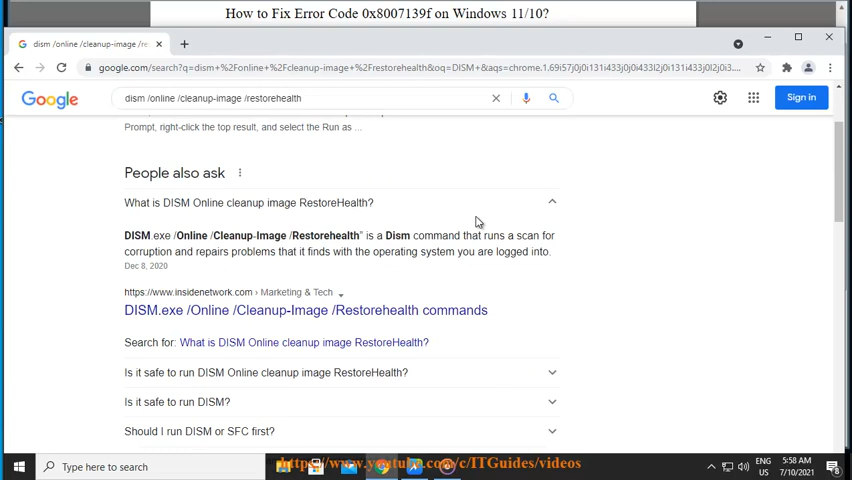 How to Fix Error Code 0x8007139f on Windows 11/10?
dism /online /cleanup-image /re
google.com/search?q=dism+%2Fonline+%2Fcleanup-image+%2Frestorehealth&oq=DISM+&aqs=chrome.1.69i57j0j0i131i433j0j0i433l2j0i131i433j0l2j0i3...
Google
dism /online /cleanup-image /restorehealth
Sign in
Prompt, right-click the top result, and select the Run as ...
People also ask
What is DISM Online cleanup image RestoreHealth?
DISM.exe /Online /Cleanup-Image /Restorehealth" is a Dism command that runs a scan for
corruption and repairs problems that it finds with the operating system you are logged into.
Dec 8, 2020
https://www.insidenetwork.com › Marketing & Tech
DISM.exe /Online /Cleanup-Image /Restorehealth commands
Search for: What is DISM Online cleanup image RestoreHealth?
Is it safe to run DISM Online cleanup image RestoreHealth?
Is it safe to run DISM?
Should I run DISM or SFC first?
Type here to search
https://www.youtube.com/c/ITGuides/videos
ENG
US
5:58 AM
7/10/2021
8